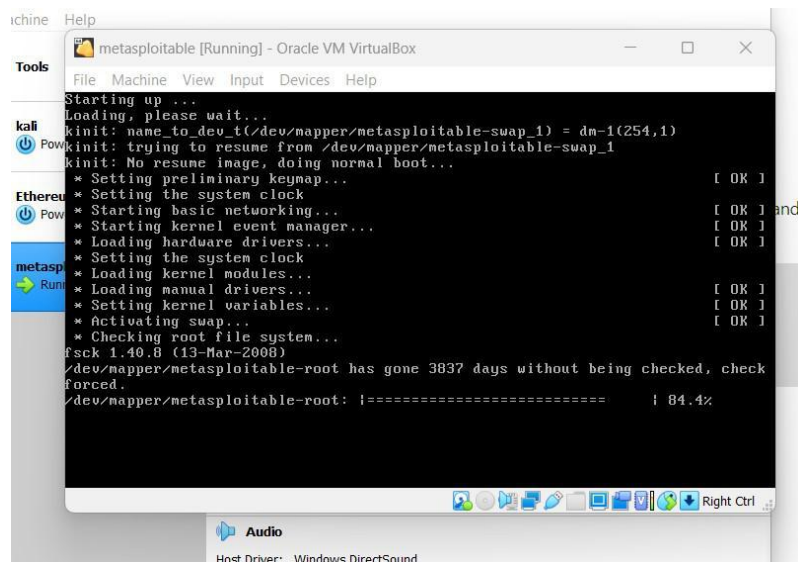 achine Help
Tools
kali
Pow
Ethereu
Pow
metasp
Runn
metasploitable [Running] - Oracle VM VirtualBox
File Machine View Input Devices Help
Starting up ...
Loading, please wait...
kinit: name_to_dev_t(/dev/mapper/metasploitable-swap_1) = dm-1(254,1)
kinit: trying to resume from /dev/mapper/metasploitable-swap_1
kinit: No resume image, doing normal boot...
* Setting preliminary keymap... [ OK ]
* Setting the system clock
* Starting basic networking... [ OK ]
* Starting kernel event manager... [ OK ]
* Loading hardware drivers... [ OK ]
* Setting the system clock
* Loading kernel modules...
* Loading manual drivers... [ OK ]
* Setting kernel variables... [ OK ]
* Activating swap... [ OK ]
* Checking root file system...
fsck 1.40.8 (13-Mar-2008)
/dev/mapper/metasploitable-root has gone 3837 days without being checked, check
forced.
/dev/mapper/metasploitable-root: |=========================== | 84.4%
Right Ctrl
and
Audio
Host Driver: Windows DirectSound